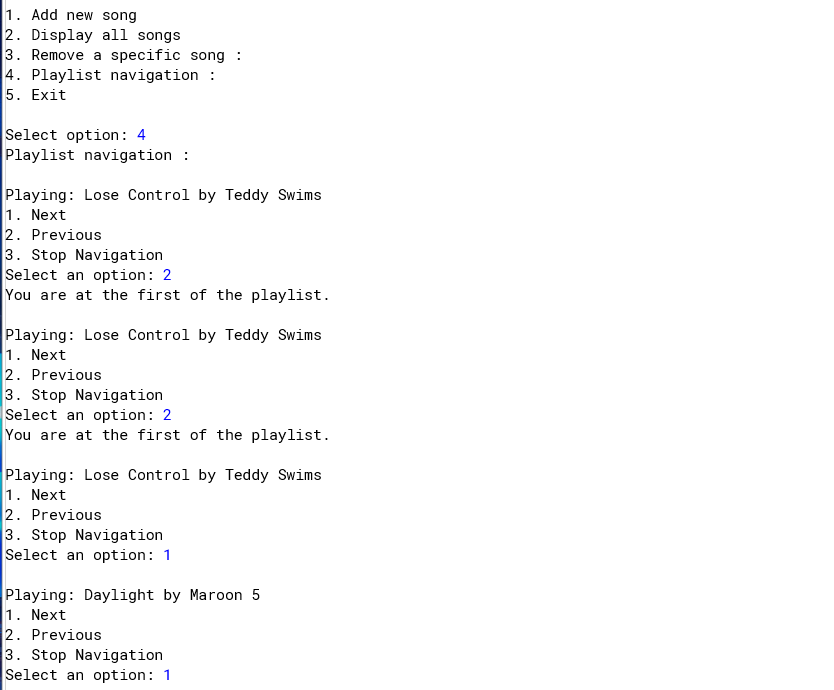 1. Add new song
2. Display all songs
3. Remove a specific song :
4. Playlist navigation :
5. Exit
Select option: 4
Playlist navigation :
Playing: Lose Control by Teddy Swims
1. Next
2. Previous
3. Stop Navigation
Select an option: 2
You are at the first of the playlist.
Playing: Lose Control by Teddy Swims
1. Next
2. Previous
3. Stop Navigation
Select an option: 2
You are at the first of the playlist.
Playing: Lose Control by Teddy Swims
1. Next
2. Previous
3. Stop Navigation
Select an option: 1
Playing: Daylight by Maroon 5
1. Next
2. Previous
3. Stop Navigation
Select an option: 1